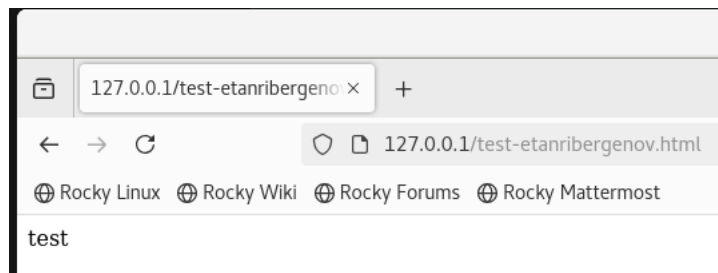 127.0.0.1/test-etanribergenov
127.0.0.1/test-etanribergenov.html
Rocky Linux Rocky Wiki Rocky Forums Rocky Mattermost
test